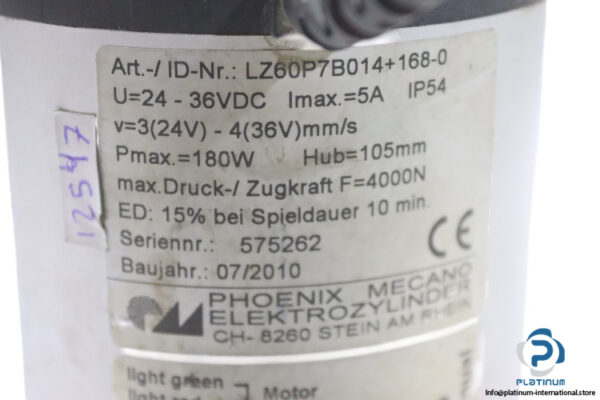 Art.-/ ID-Nr.: LZ60P7B014+168-0
U=24 - 36VDC Imax.=5A IP54
v=3(24V) - 4(36V)mm/s
Pmax.=180W Hub=105mm
max.Druck-/ Zugkraft F=4000N
ED: 15% bei Spieldauer 10 min.
Seriennr.: 575262
Baujahr.: 07/2010
CE
PHOENIX MECANO
ELEKTROZYLINDER
CH- 8260 STEIN AM RHEIN
light green
Motor
light
12547
PLATINUM
info@platinum-international.store